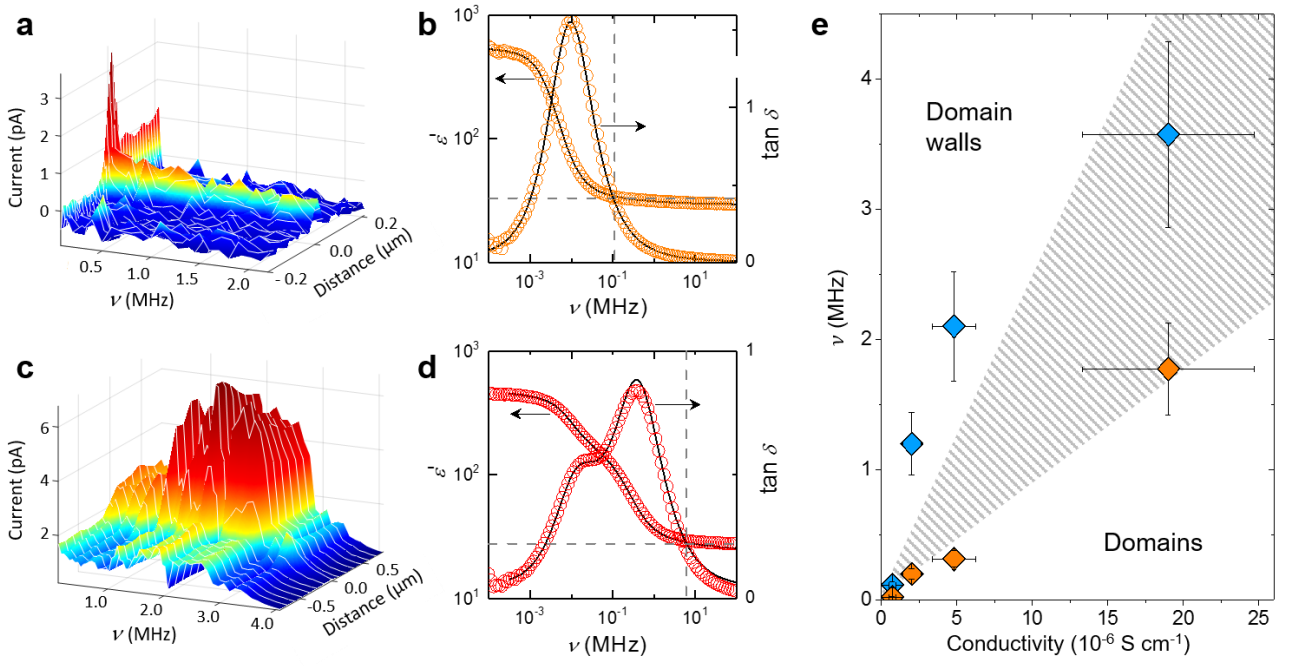 a
Current (pA)
3
2
1
0
0.5
1.0
1.5
2.0
ν (MHz)
- 0.2
0.0
0.2
Distance (μm)
b
10³
10²
10¹
ε'
10⁻³
10⁻¹
10¹
ν (MHz)
1
0
tan δ
c
Current (pA)
6
4
2
1.0
2.0
3.0
4.0
ν (MHz)
-0.5
0.0
0.5
Distance (μm)
d
10³
10²
10¹
ε'
10⁻³
10⁻¹
10¹
ν (MHz)
1
0
tan δ
e
4
3
2
1
0
ν (MHz)
Domain
walls
Domains
0
5
10
15
20
25
Conductivity (10⁻⁶ S cm⁻¹)